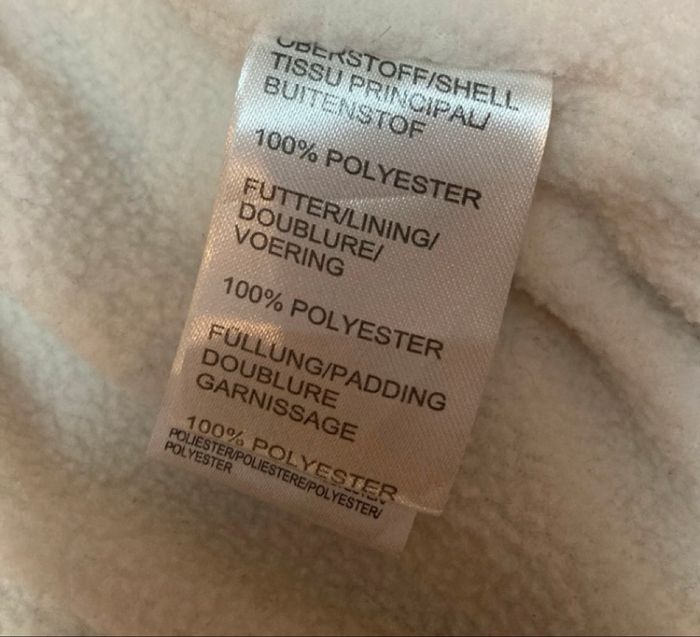 OBERSTOFF/SHELL
TISSU PRINCIPAL/
BUITENSTOF
100% POLYESTER
FUTTER/LINING/
DOUBLURE/
VOERING
100% POLYESTER
FÜLLUNG/PADDING
DOUBLURE
GARNISSAGE
100% POLYESTER
POLIESTER/POLIESTERE/POLYESTER/
POLYESTER